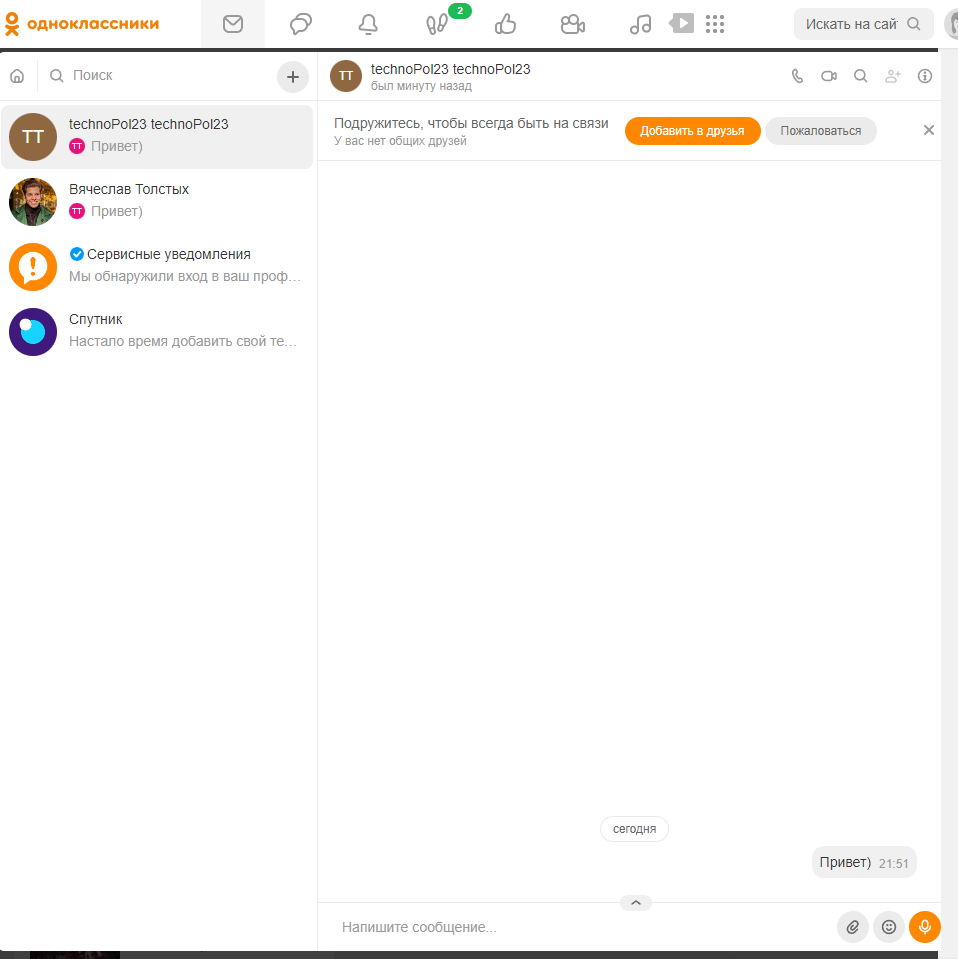 одноклассники
2
Искать на сай
Поиск
TT
technoPol23 technoPol23
был минуту назад
TT
technoPol23 technoPol23
TT Привет)
Подружитесь, чтобы всегда быть на связи
У вас нет общих друзей
Добавить в друзья
Пожаловаться
Вячеслав Толстых
TT Привет)
Сервисные уведомления
Мы обнаружили вход в ваш проф…
Спутник
Настало время добавить свой те…
сегодня
Привет) 21:51
Напишите сообщение...